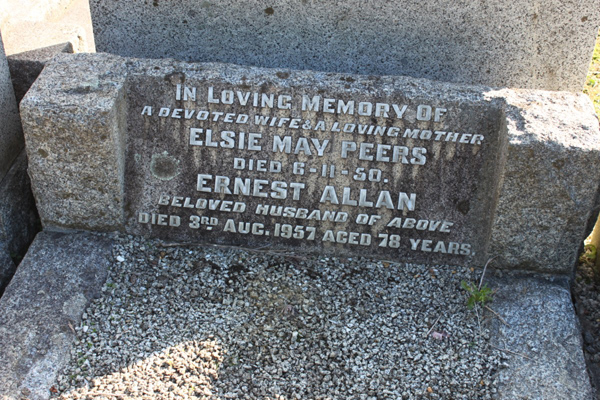 IN LOVING MEMORY OF
A DEVOTED WIFE & A LOVING MOTHER
ELSIE MAY PEERS
DIED 6-11-50.
ERNEST ALLAN
BELOVED HUSBAND OF ABOVE
DIED 3RD AUG. 1957 AGED 78 YEARS